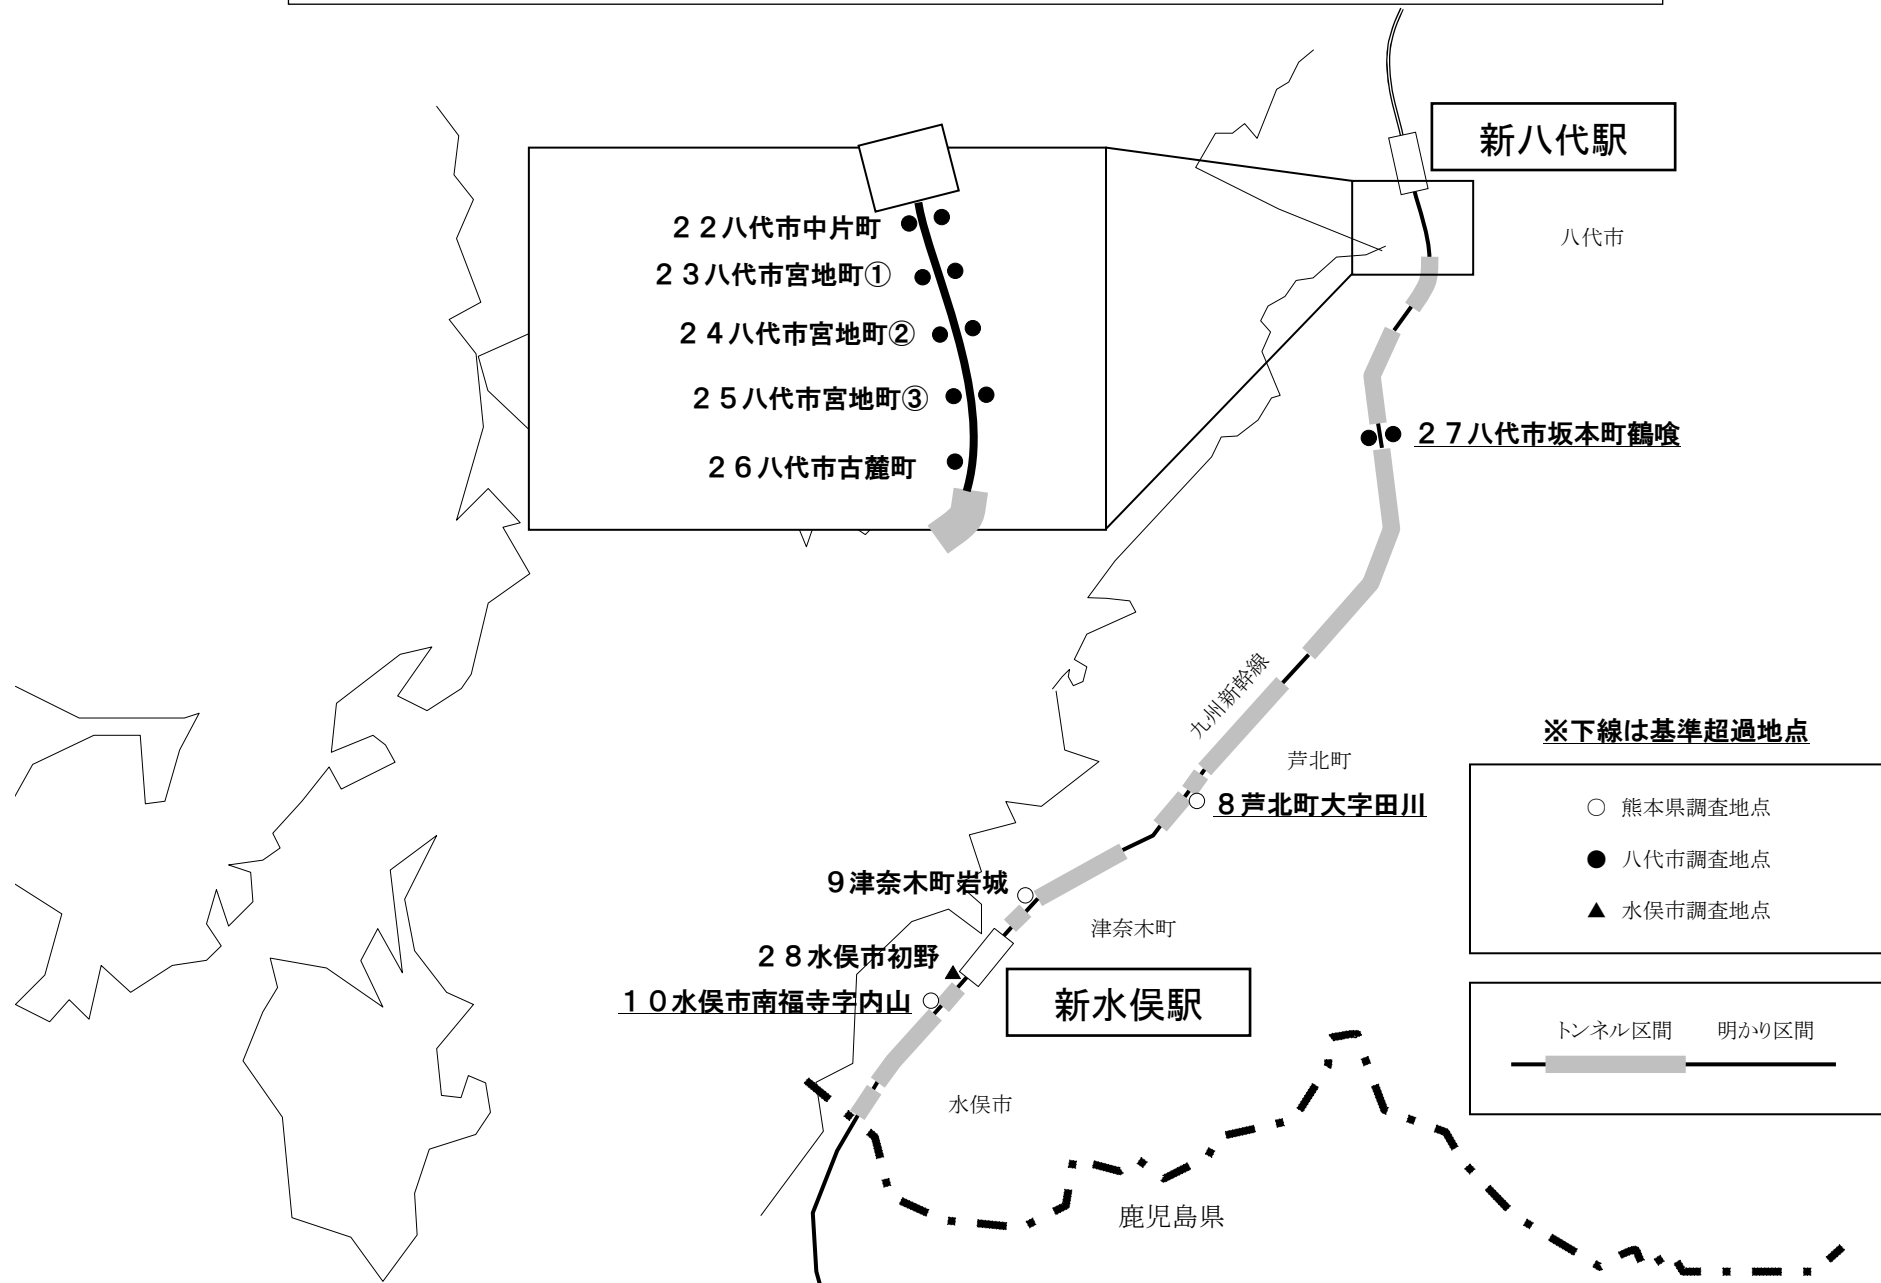 新八代駅
八代市
２２八代市中片町
２３八代市宮地町①
２４八代市宮地町②
２５八代市宮地町③
２６八代市古麓町
２７八代市坂本町鶴喰
九州新幹線
※下線は基準超過地点
芦北町
８芦北町大字田川
○ 熊本県調査地点
● 八代市調査地点
▲ 水俣市調査地点
９津奈木町岩城
津奈木町
２８水俣市初野
１０水俣市南福寺字内山
新水俣駅
トンネル区間 明かり区間
水俣市
鹿児島県